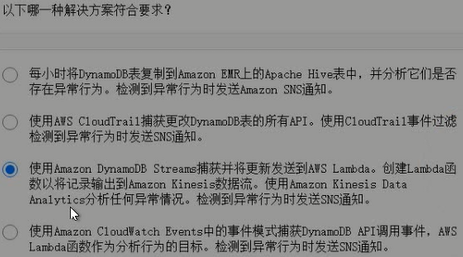 以下哪一种解决方案符合要求？
每小时将DynamoDB表复制到Amazon EMR上的Apache Hive表中，并分析它们是否
存在异常行为。检测到异常行为时发送Amazon SNS通知。
使用AWS CloudTrail捕获更改DynamoDB表的所有API。使用CloudTrail事件过滤
检测到异常行为时发送SNS通知。
使用Amazon DynamoDB Streams捕获并将更新发送到AWS Lambda。创建Lambda函
数以将记录输出到Amazon Kinesis数据流。使用Amazon Kinesis Data
Analytics分析任何异常情况。检测到异常行为时发送SNS通知。
使用Amazon CloudWatch Events中的事件模式捕获DynamoDB API调用事件，AWS
Lambda函数作为分析行为的目标。检测到异常行为时发送SNS通知。